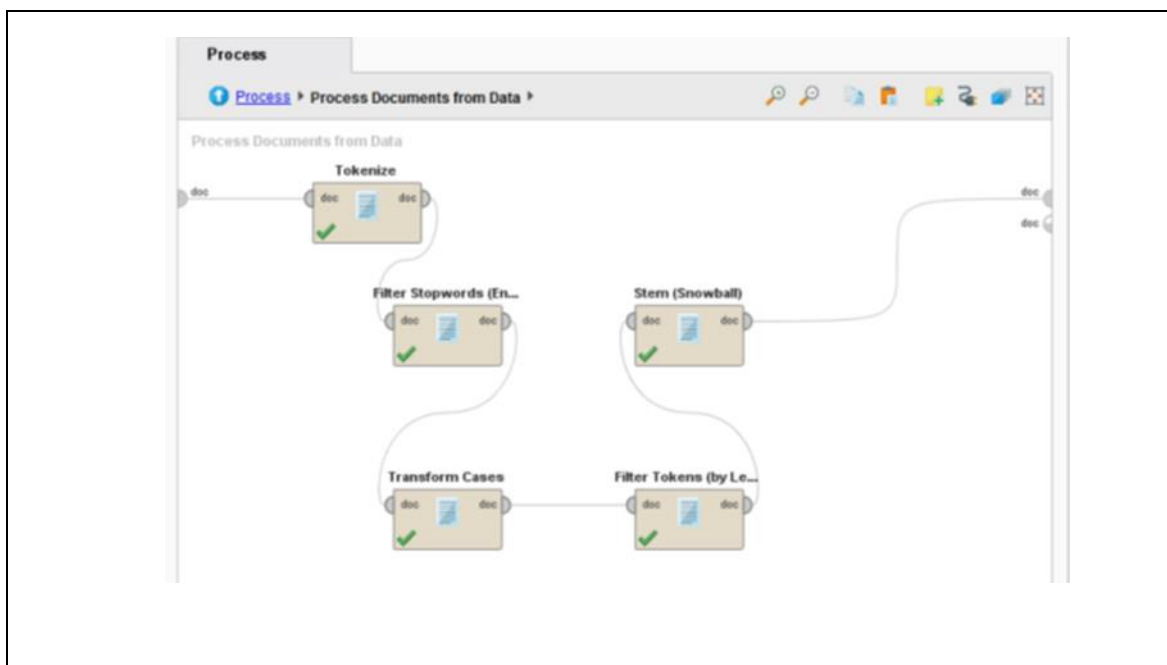 Process
Process ▸ Process Documents from Data ▸
Process Documents from Data
Tokenize
doc
doc
doc
doc
doc
Filter Stopwords (En...
Stem (Snowball)
doc
doc
doc
doc
Transform Cases
Filter Tokens (by Le...
doc
doc
doc
doc